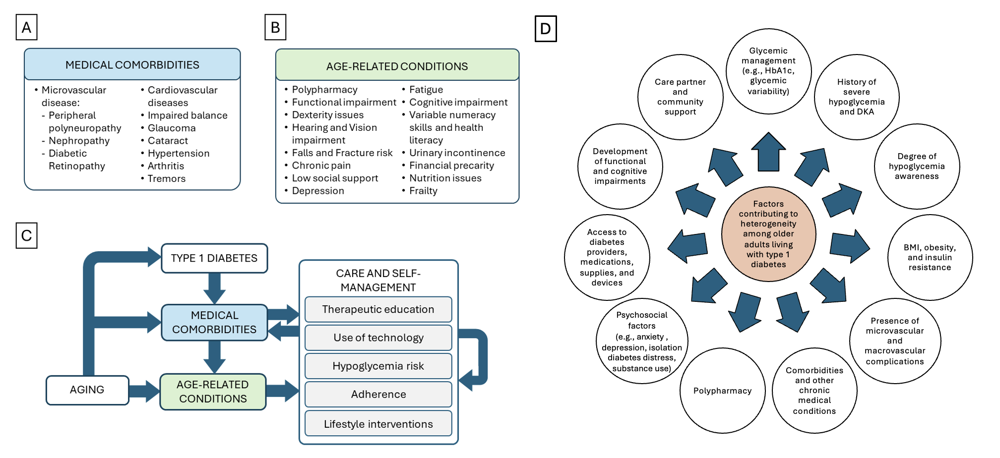 A
MEDICAL COMORBIDITIES
• Microvascular
disease:
- Peripheral
polyneuropathy
- Nephropathy
- Diabetic
Retinopathy
• Cardiovascular
diseases
• Impaired balance
• Glaucoma
• Cataract
• Hypertension
• Arthritis
• Tremors
B
AGE-RELATED CONDITIONS
• Polypharmacy
• Functional impairment
• Dexterity issues
• Hearing and Vision
impairment
• Falls and Fracture risk
• Chronic pain
• Low social support
• Depression
• Fatigue
• Cognitive impairment
• Variable numeracy
skills and health
literacy
• Urinary incontinence
• Financial precarity
• Nutrition issues
• Frailty
C
TYPE 1 DIABETES
MEDICAL
COMORBIDITIES
AGING
AGE-RELATED
CONDITIONS
CARE AND SELF-
MANAGEMENT
Therapeutic education
Use of technology
Hypoglycemia risk
Adherence
Lifestyle interventions
D
Factors
contributing to
heterogeneity
among older
adults living
with type 1
diabetes
Glycemic
management
(e.g., HbA1c,
glycemic
variability)
History of
severe
hypoglycemia
and DKA
Degree of
hypoglycemia
awareness
BMI, obesity,
and insulin
resistance
Presence of
microvascular
and
macrovascular
complications
Comorbidities
and other
chronic
medical
conditions
Polypharmacy
Psychosocial
factors
(e.g., anxiety ,
depression, isolation
diabetes distress,
substance use)
Access to
diabetes
providers,
medications,
supplies, and
devices
Development
of functional
and cognitive
impairments
Care partner
and
community
support